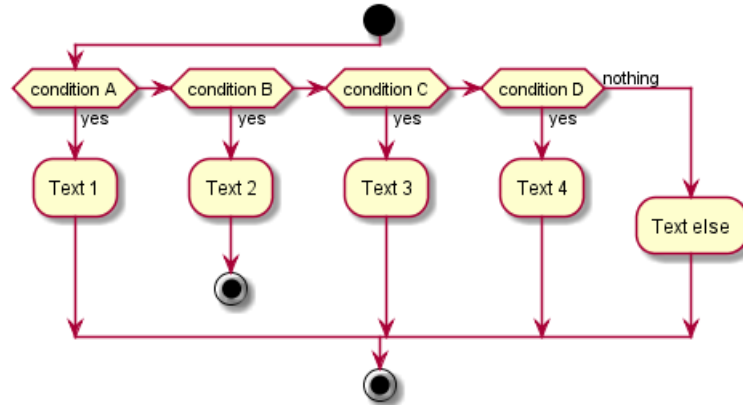 condition A
condition B
condition C
condition D
nothing
yes
yes
yes
yes
Text 1
Text 2
Text 3
Text 4
Text else